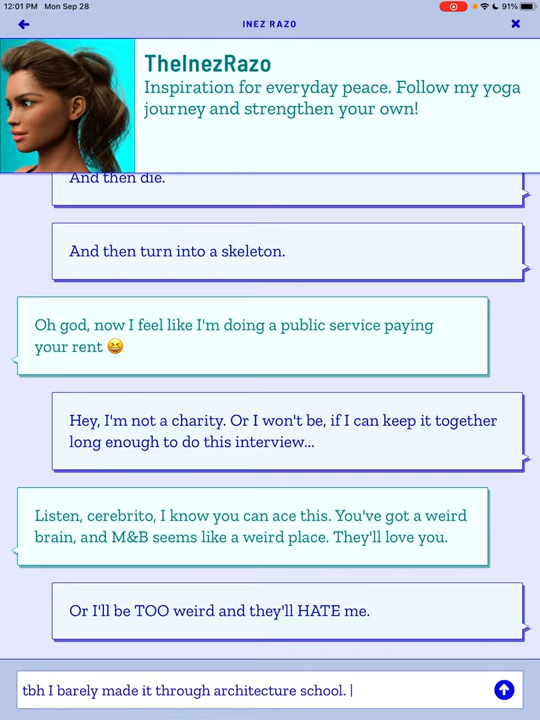 12:01 PM Mon Sep 28
91%
INEZ RAZO
TheInezRazo
Inspiration for everyday peace. Follow my yoga
journey and strengthen your own!
And then die.
And then turn into a skeleton.
Oh god, now I feel like I'm doing a public service paying
your rent 😆
Hey, I'm not a charity. Or I won't be, if I can keep it together
long enough to do this interview...
Listen, cerebrito, I know you can ace this. You've got a weird
brain, and M&B seems like a weird place. They'll love you.
Or I'll be TOO weird and they'll HATE me.
tbh I barely made it through architecture school.